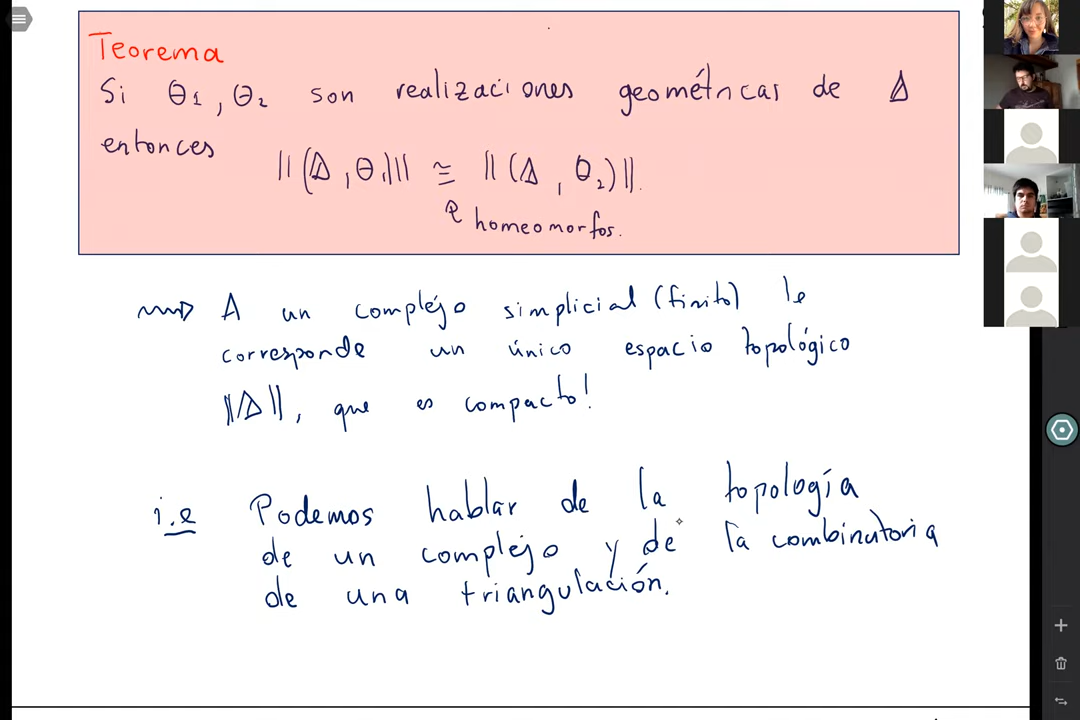 Teorema
Si θ₁, θ₂ son realizaciones geométricas de Δ
entonces ||(Δ, θ₁)|| ≅ ||(Δ, θ₂)||.
homeomorfos.
A un complejo simplicial (finito) le
corresponde un único espacio topológico
||Δ||, que es compacto!
i.e Podemos hablar de la topología
de un complejo y de la combinatoria
de una triangulación.